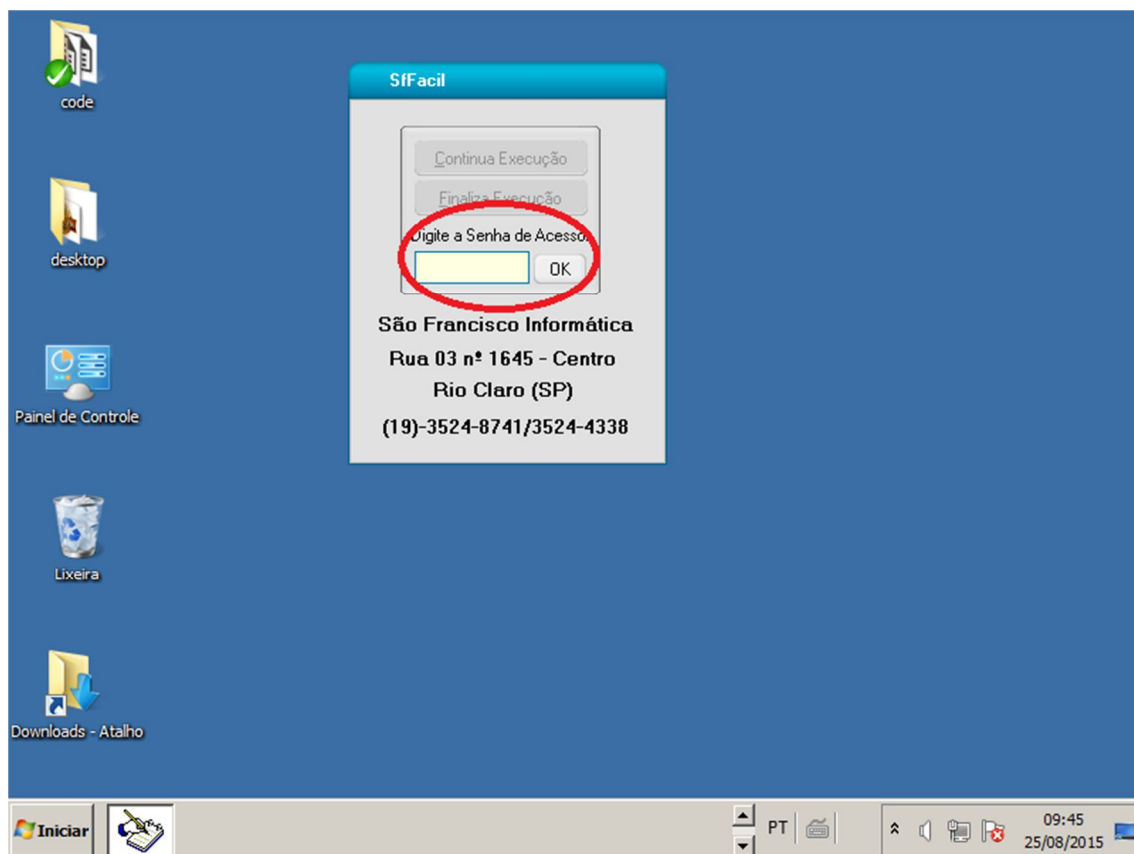 code
desktop
Painel de Controle
Lixeira
Downloads - Atalho
SfFacil
Continua Execução
Finaliza Execução
Digite a Senha de Acesso:
OK
São Francisco Informática
Rua 03 nº 1645 - Centro
Rio Claro (SP)
(19)-3524-8741/3524-4338
Iniciar
PT
09:45
25/08/2015